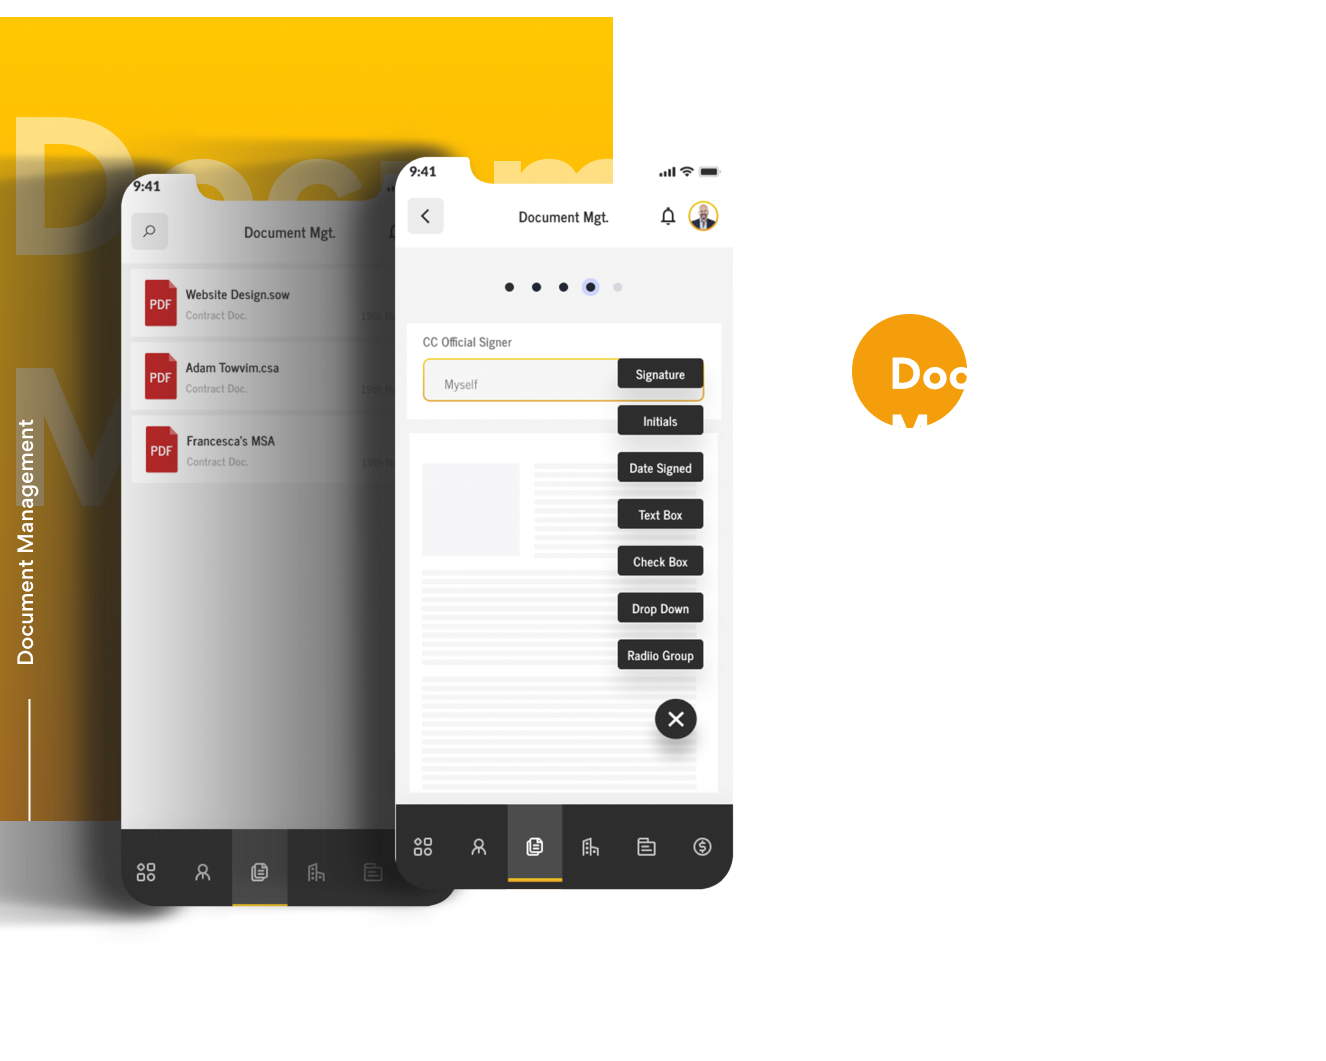 Docum
M
Document Management
9:41
Document Mgt.
PDF
Website Design.sow
Contract Doc.
19th N
PDF
Adam Towvim.csa
Contract Doc.
19th N
PDF
Francesca's MSA
Contract Doc.
19th N
9:41
Document Mgt.
CC Official Signer
Myself
Signature
Initials
Date Signed
Text Box
Check Box
Drop Down
Radiio Group
Doc
M